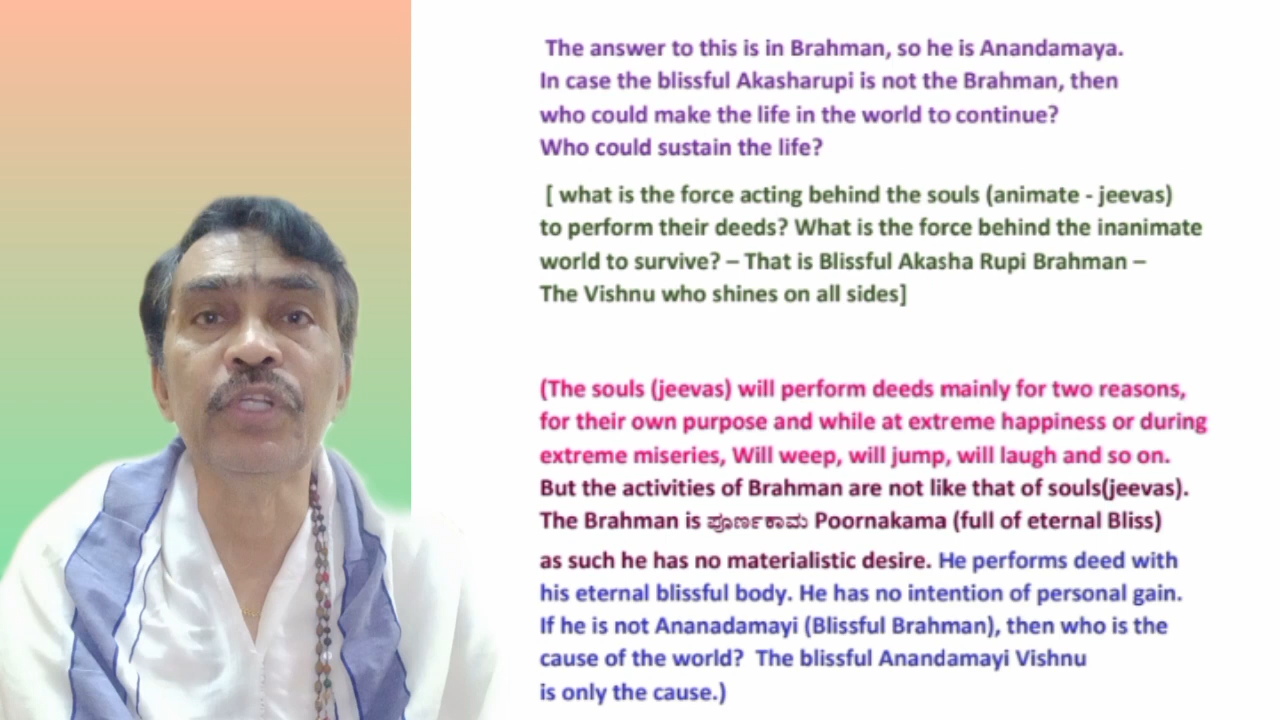 The answer to this is in Brahman, so he is Anandamaya.
In case the blissful Akasharupi is not the Brahman, then
who could make the life in the world to continue?
Who could sustain the life?
[ what is the force acting behind the souls (animate - jeevas)
to perform their deeds? What is the force behind the inanimate
world to survive? – That is Blissful Akasha Rupi Brahman –
The Vishnu who shines on all sides]
(The souls (jeevas) will perform deeds mainly for two reasons,
for their own purpose and while at extreme happiness or during
extreme miseries, Will weep, will jump, will laugh and so on.
But the activities of Brahman are not like that of souls(jeevas).
The Brahman is ಪೂರ್ಣಕಾಮ Poornakama (full of eternal Bliss)
as such he has no materialistic desire. He performs deed with
his eternal blissful body. He has no intention of personal gain.
If he is not Ananadamayi (Blissful Brahman), then who is the
cause of the world? The blissful Anandamayi Vishnu
is only the cause.)